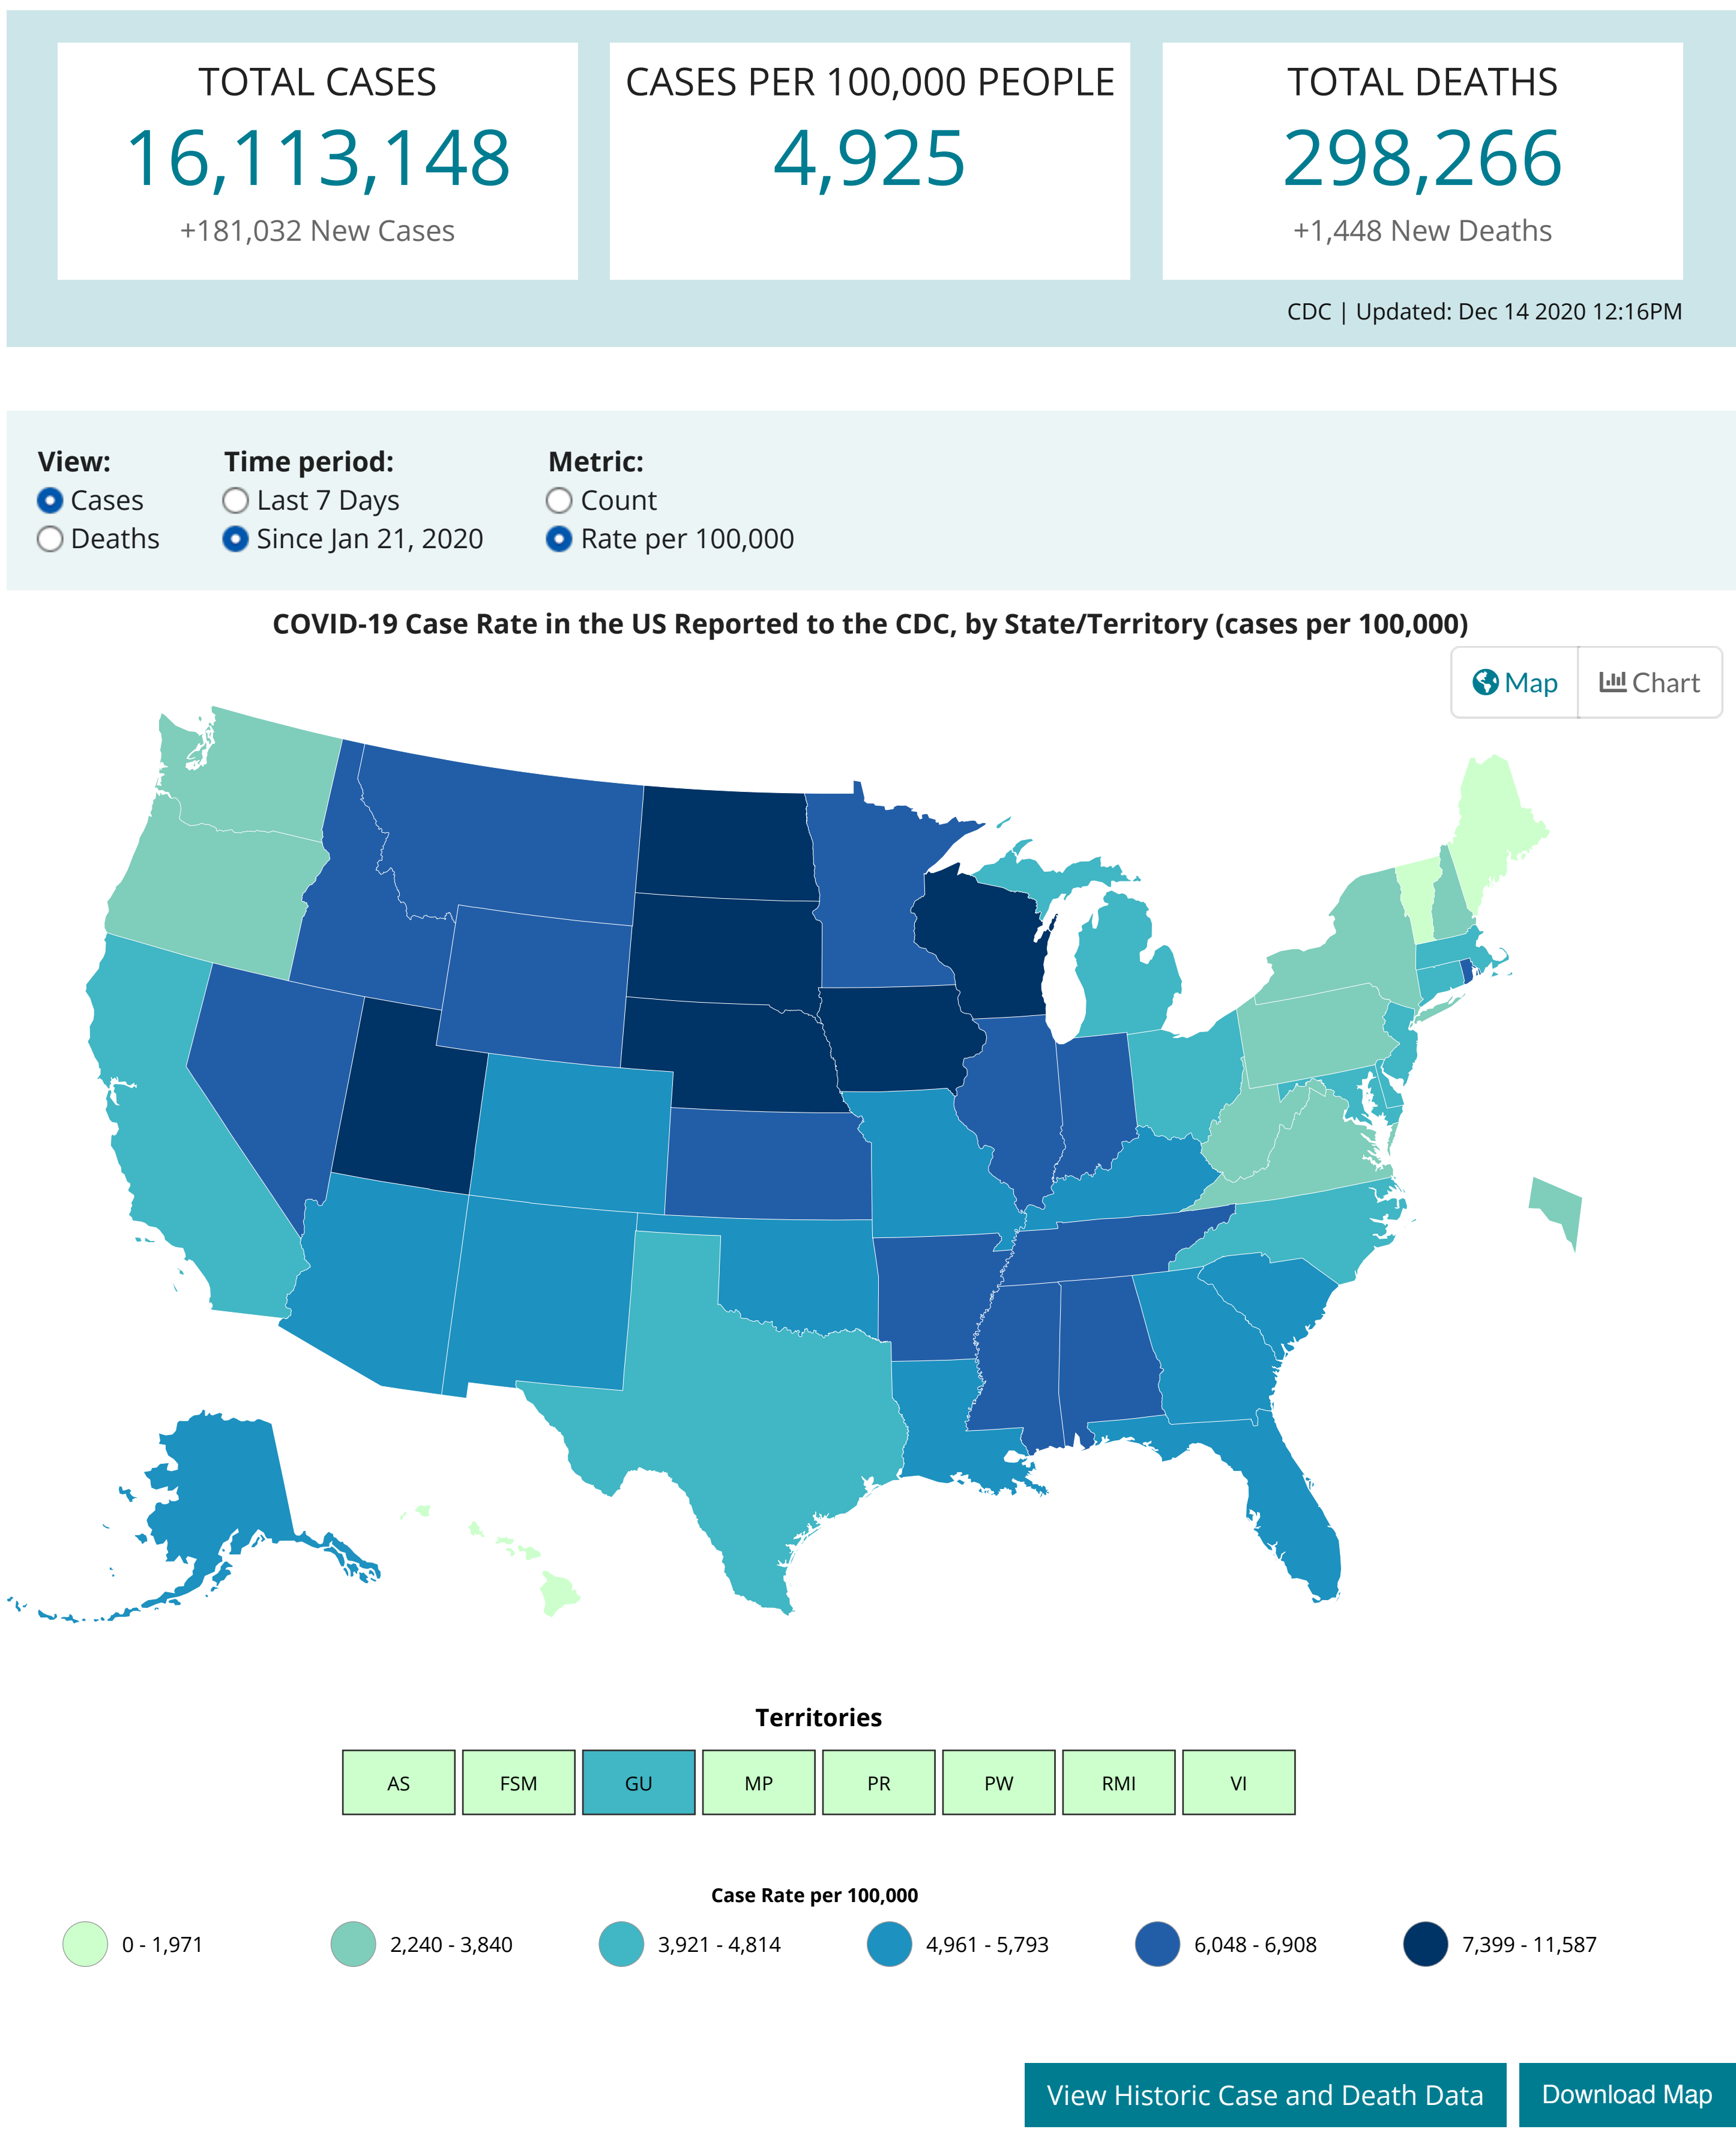 TOTAL CASES
16,113,148
+181,032 New Cases
CASES PER 100,000 PEOPLE
4,925
TOTAL DEATHS
298,266
+1,448 New Deaths
CDC | Updated: Dec 14 2020 12:16PM
View:
Cases
Deaths
Time period:
Last 7 Days
Since Jan 21, 2020
Metric:
Count
Rate per 100,000
COVID-19 Case Rate in the US Reported to the CDC, by State/Territory (cases per 100,000)
Map
Chart
Territories
AS
FSM
GU
MP
PR
PW
RMI
VI
Case Rate per 100,000
0 - 1,971
2,240 - 3,840
3,921 - 4,814
4,961 - 5,793
6,048 - 6,908
7,399 - 11,587
View Historic Case and Death Data
Download Map